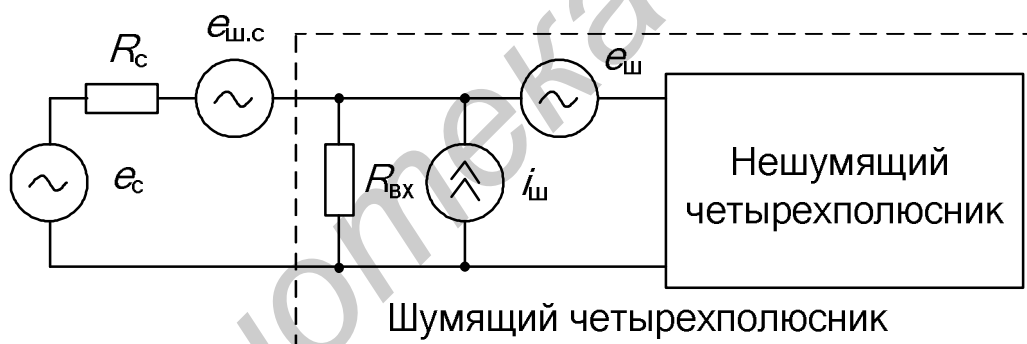 eш.с
Rс
eш
eс
Rвх
iш
Нешумящий
четырехполюсник
Шумящий четырехполюсник